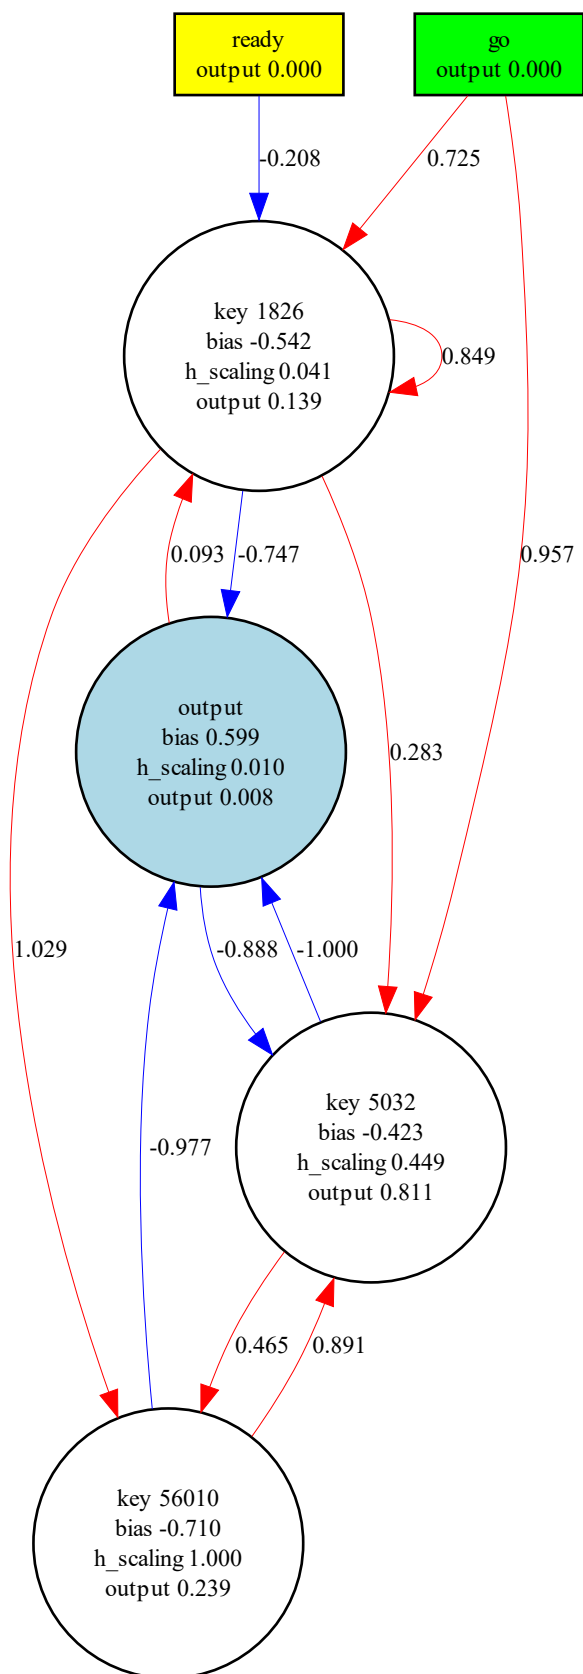 ready
output 0.000
go
output 0.000
-0.208
0.725
key 1826
bias -0.542
h_scaling 0.041
output 0.139
0.849
0.093
-0.747
0.957
output
bias 0.599
h_scaling 0.010
output 0.008
0.283
1.029
-0.888
-1.000
key 5032
bias -0.423
h_scaling 0.449
output 0.811
-0.977
0.465
0.891
key 56010
bias -0.710
h_scaling 1.000
output 0.239